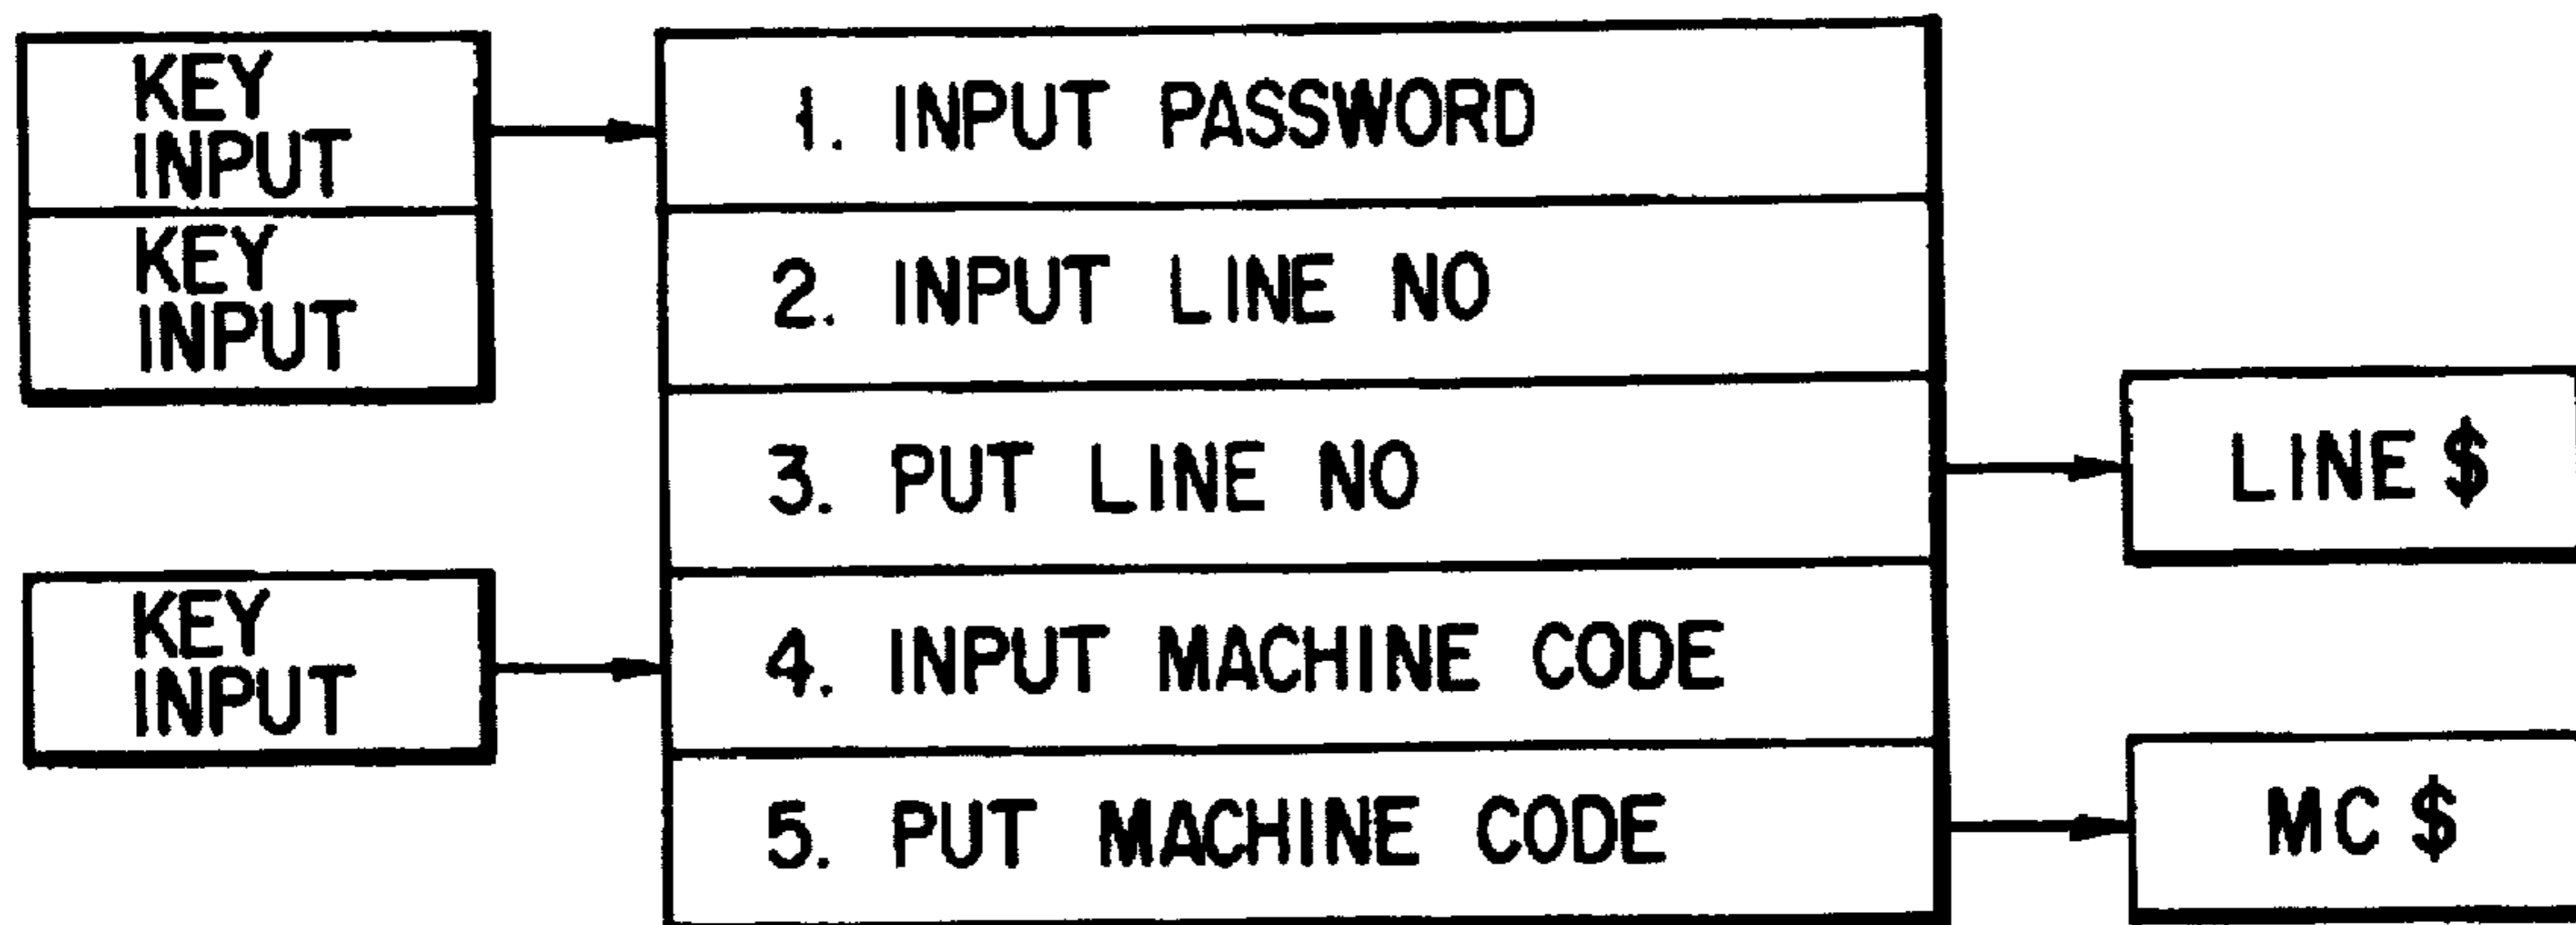 KEY
INPUT
KEY
INPUT
1. INPUT PASSWORD
2. INPUT LINE NO
3. PUT LINE NO
LINE $
KEY
INPUT
4. INPUT MACHINE CODE
5. PUT MACHINE CODE
MC $